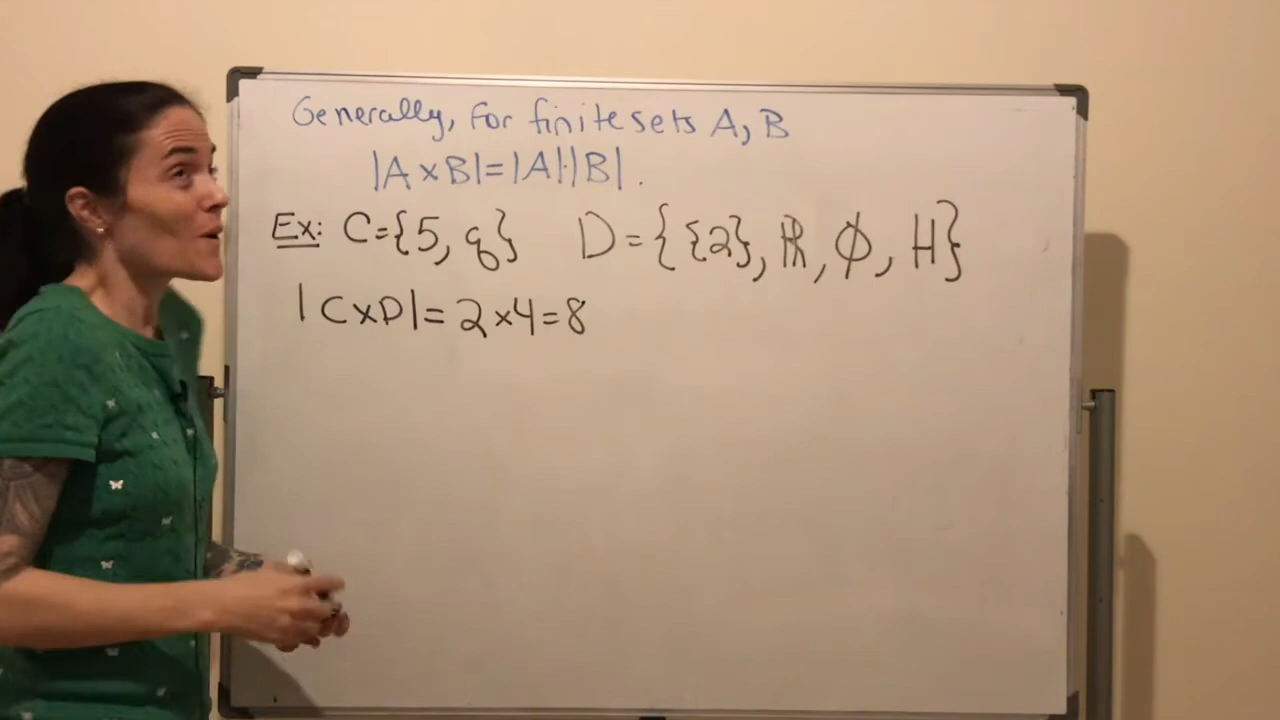 Generally, For finite sets A, B
|A×B|=|A|·|B|.
Ex: C={5, q} D={{2}, ℝ, ϕ, H}
|C×D|=2×4=8